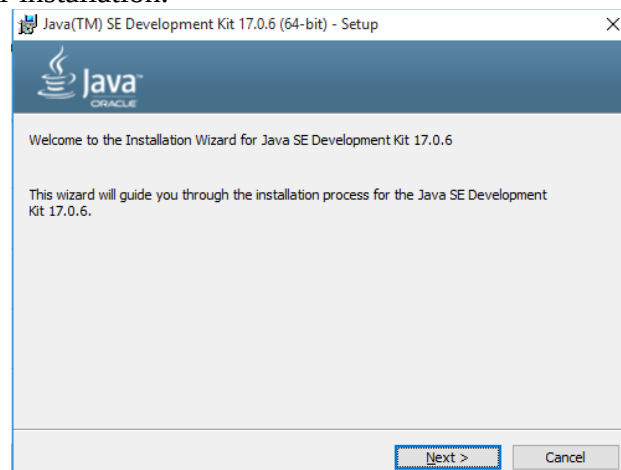 r installation.
Java(TM) SE Development Kit 17.0.6 (64-bit) - Setup
Java™
ORACLE
Welcome to the Installation Wizard for Java SE Development Kit 17.0.6
This wizard will guide you through the installation process for the Java SE Development
Kit 17.0.6.
Next >
Cancel